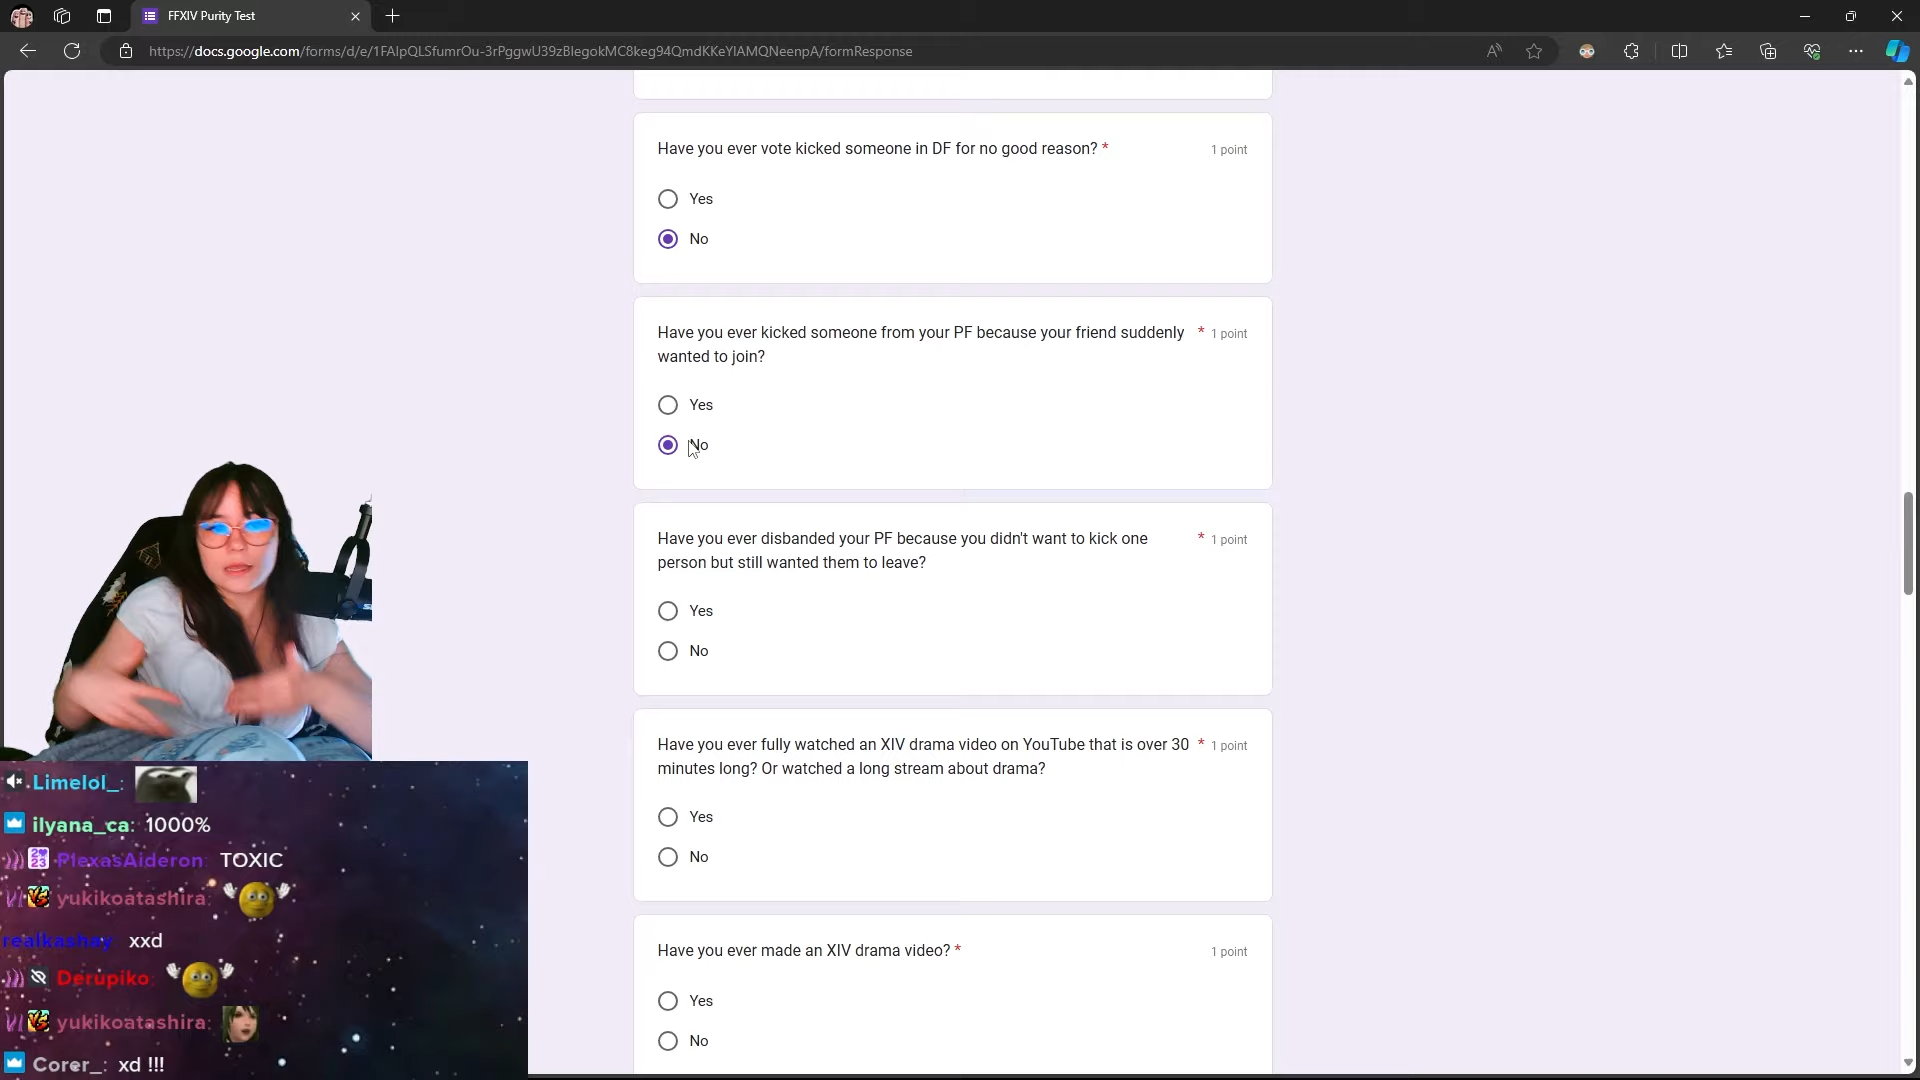 FFXIV Purity Test
https://docs.google.com/forms/d/e/1FAIpQLSfumrOu-3rPggwU39zBlegokMC8keg94QmdKKeYlAMQNeenpA/formResponse
Have you ever vote kicked someone in DF for no good reason? *
1 point
Yes
No
Have you ever kicked someone from your PF because your friend suddenly * 1 point
wanted to join?
Yes
No
Have you ever disbanded your PF because you didn't want to kick one * 1 point
person but still wanted them to leave?
Yes
No
Have you ever fully watched an XIV drama video on YouTube that is over 30 * 1 point
minutes long? Or watched a long stream about drama?
Yes
No
Have you ever made an XIV drama video? *
1 point
Yes
No
Limelol_:
ilyana_ca: 1000%
PlexasAideron: TOXIC
yukikoatashira:
realkashay: xxd
Derupiko:
yukikoatashira:
Corer_: xd !!!